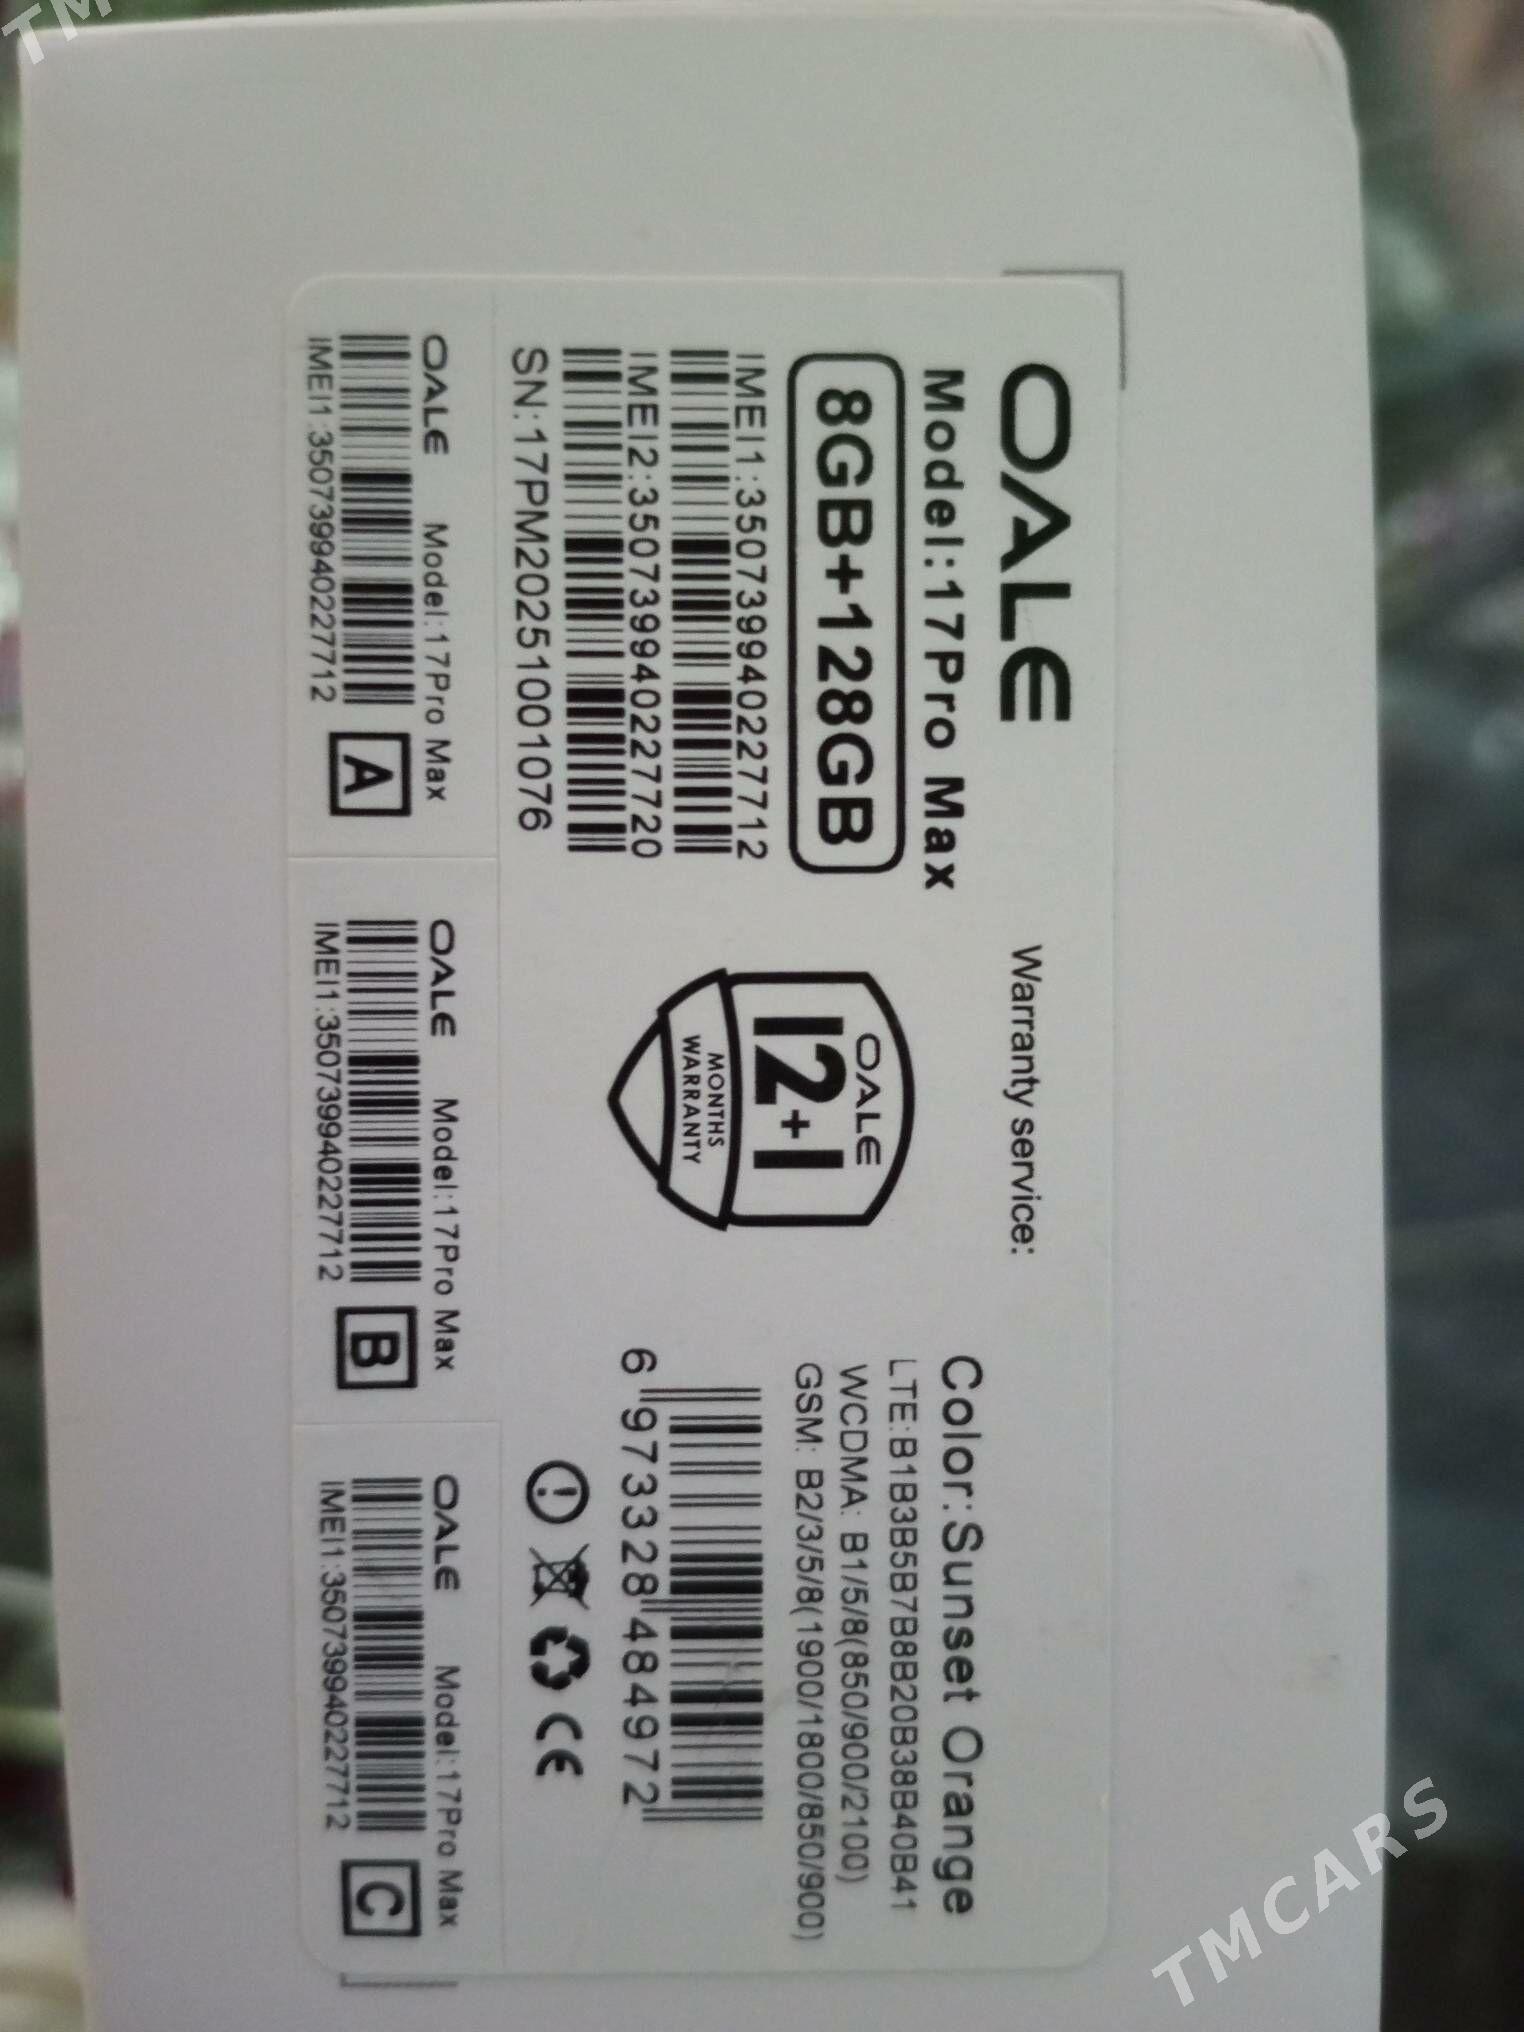 OALE
Model:17Pro Max
8GB+128GB
IMEI1:350739940227712
IMEI2:350739940227720
SN:17PM20251001076
Warranty service:
OALE
12+1
MONTHS
WARRANTY
Color:Sunset Orange
LTE:B1B3B5B7B8B20B38B40B41
WCDMA: B1/5/8(850/900/2100)
GSM: B2/3/5/8(1900/1800/850/900)
6 973328 484972
CE
OALE Model:17Pro Max
IMEI1:350739940227712
A
OALE Model:17Pro Max
IMEI1:350739940227712
B
OALE Model:17Pro Max
IMEI1:350739940227712
C
TMCARS